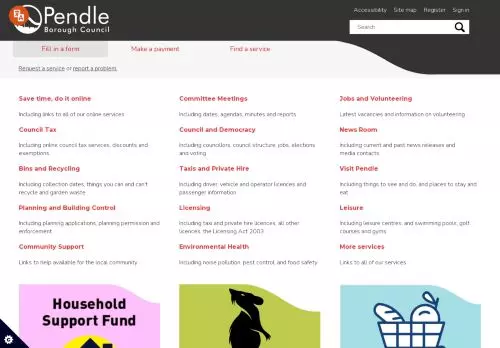 Pendle
Borough Council
Accessibility Site map Register Sign in
Search
Fill in a form Make a payment Find a service
Request a service or report a problem.
Save time, do it online
Including links to all of our online services
Committee Meetings
Including dates, agendas, minutes and reports
Jobs and Volunteering
Latest vacancies and information on volunteering
Council Tax
Including online council tax services, discounts and
exemptions
Council and Democracy
Including councillors, council structure, jobs, elections
and voting
News Room
Including current and past news releases and
media contacts
Bins and Recycling
Including collection dates, things you can and can't
recycle and garden waste
Taxis and Private Hire
Including driver, vehicle and operator licences and
passenger information
Visit Pendle
Including things to see and do, and places to stay and
eat
Planning and Building Control
Including planning applications, planning permission and
enforcement
Licensing
Including taxi and private hire licences, all other
licences, the Licensing Act 2003
Leisure
Including leisure centres, and swimming pools, golf
courses and gyms
Community Support
Links to help available for the local community
Environmental Health
Including noise pollution, pest control, and food safety
More services
Links to all of our services
Household
Support Fund